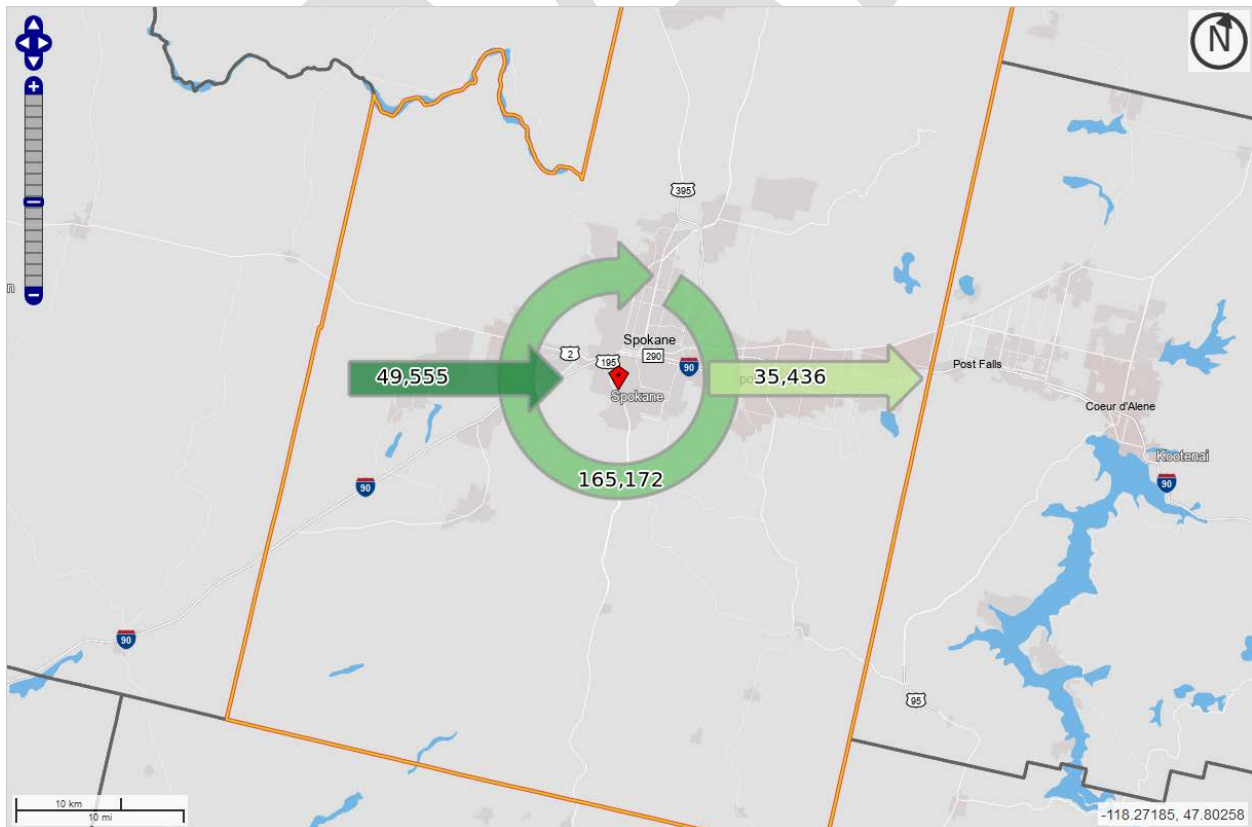 N
+
395
n
Spokane
2
195
290
90
Post Falls
49,555
35,436
Spokane
Coeur d'Alene
Kootenai
165,172
90
90
90
95
10 km
10 mi
-118.27185, 47.80258